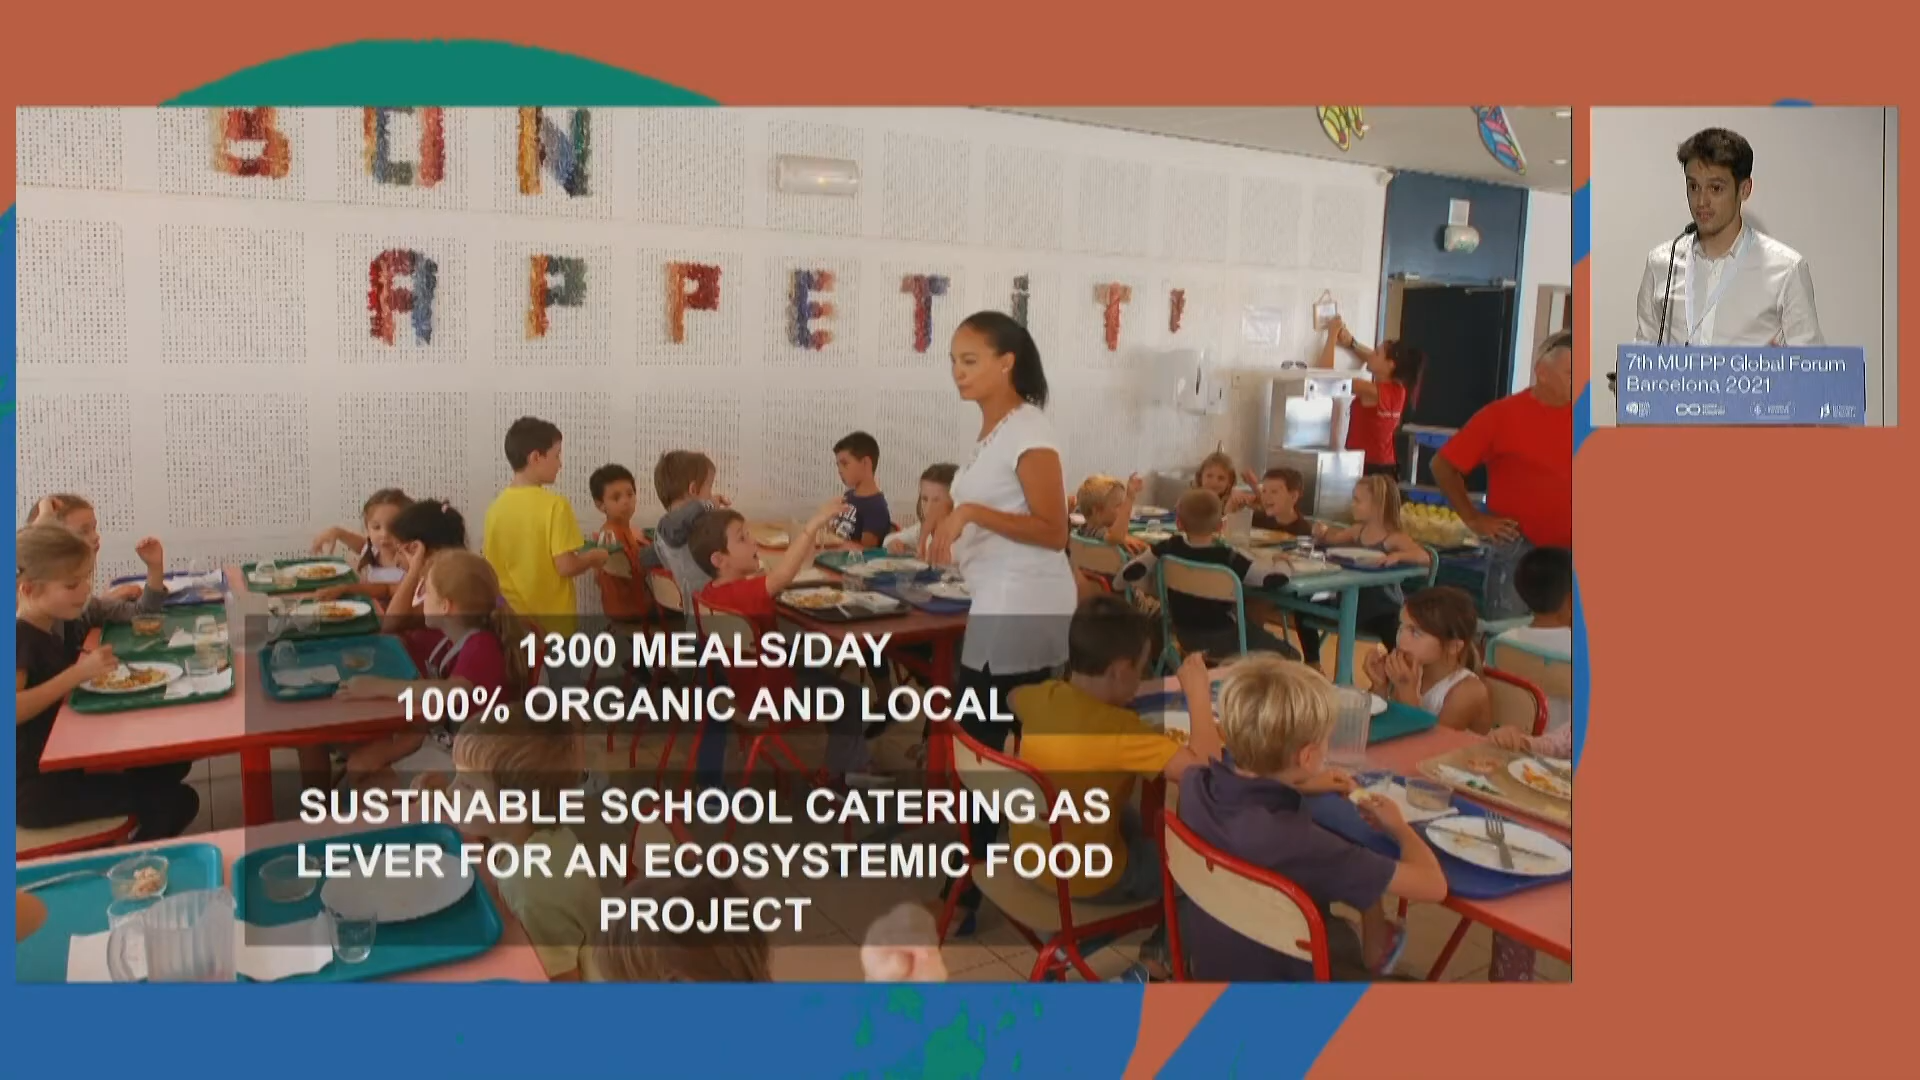 BON
APPETIT!
1300 MEALS/DAY
100% ORGANIC AND LOCAL
SUSTINABLE SCHOOL CATERING AS
LEVER FOR AN ECOSYSTEMIC FOOD
PROJECT
7th MUFPP Global Forum
Barcelona 2021